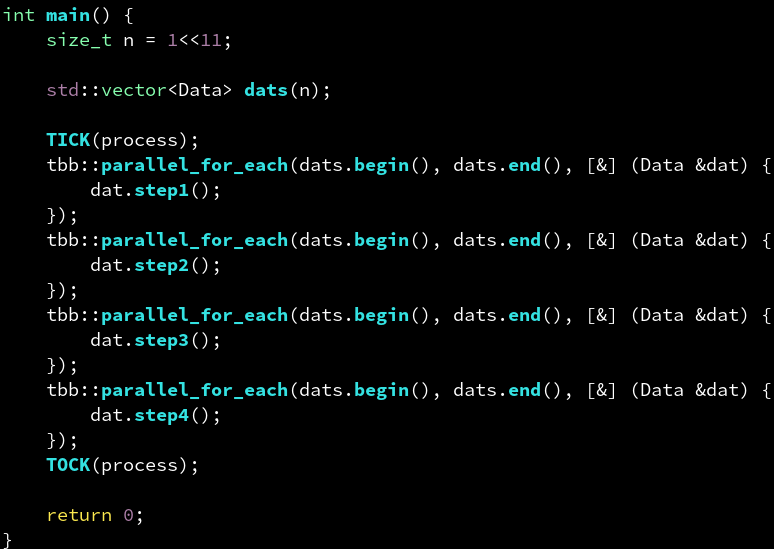 int main() {
    size_t n = 1<<11;

    std::vector<Data> dats(n);

    TICK(process);
    tbb::parallel_for_each(dats.begin(), dats.end(), [&] (Data &dat) {
        dat.step1();
    });
    tbb::parallel_for_each(dats.begin(), dats.end(), [&] (Data &dat) {
        dat.step2();
    });
    tbb::parallel_for_each(dats.begin(), dats.end(), [&] (Data &dat) {
        dat.step3();
    });
    tbb::parallel_for_each(dats.begin(), dats.end(), [&] (Data &dat) {
        dat.step4();
    });
    TOCK(process);

    return 0;
}